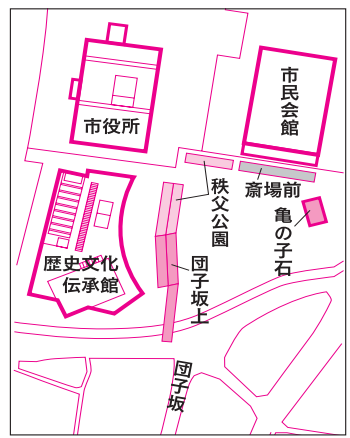 市民会館
市役所
斎場前
秩父公園
亀の子石
歴史文化
伝承館
団子坂上
団子坂